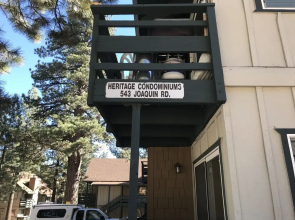 HERITAGE CONDOMINIUMS
543 JOAQUIN RD.